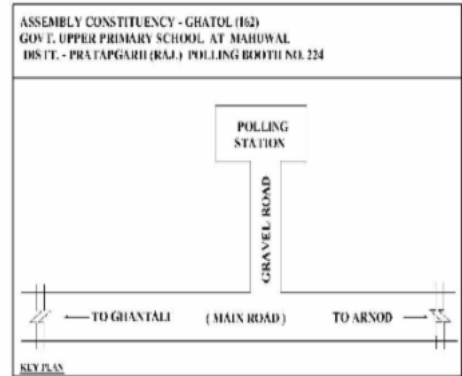 ASSEMBLY CONSTITUENCY - GHATOL (162)
GOVT. UPPER PRIMARY SCHOOL AT MAHUWAL
DISTT. - PRATAPGARH (RAJ.) POLLING BOOTH NO. 224
POLLING
STATION
GRAVEL ROAD
TO GHANTALI
( MAIN ROAD )
TO ARNOD
KEY PLAN